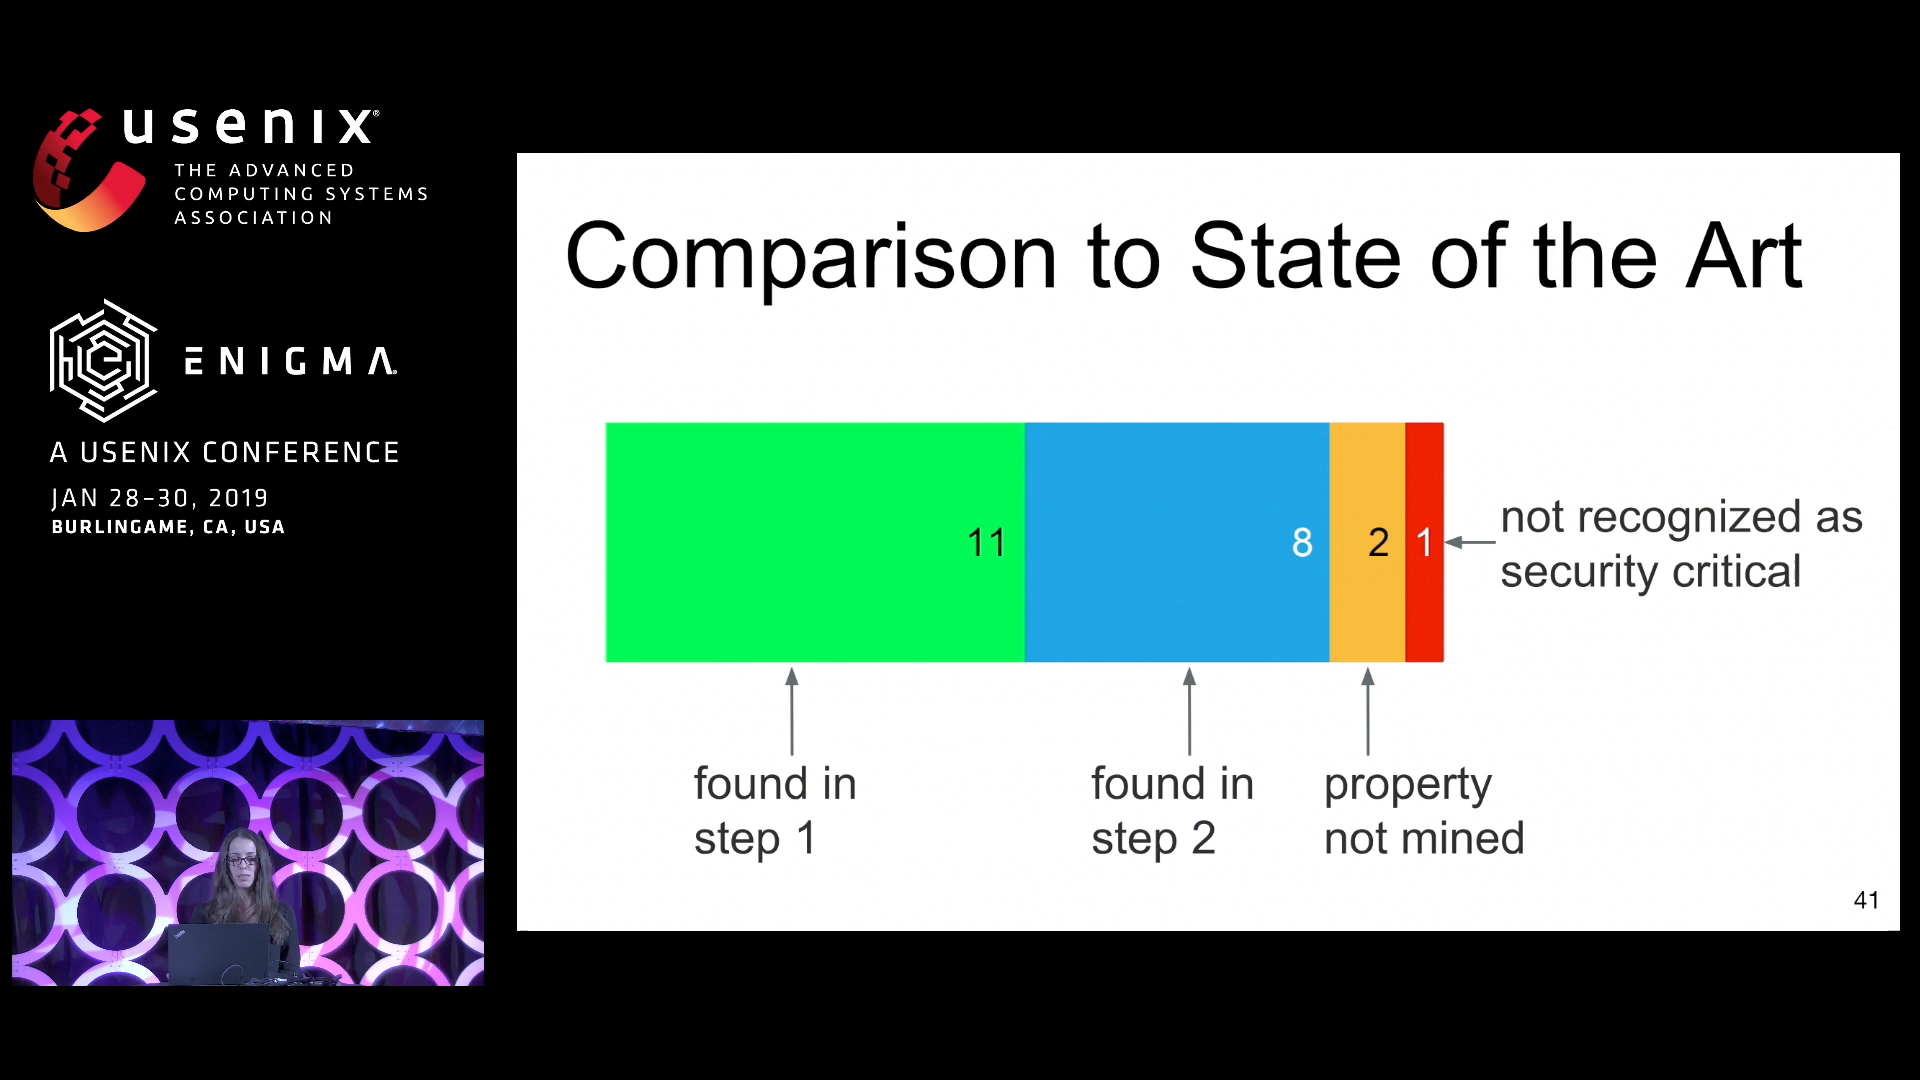 usenix®
THE ADVANCED
COMPUTING SYSTEMS
ASSOCIATION
ENIGMA
A USENIX CONFERENCE
JAN 28–30, 2019
BURLINGAME, CA, USA
Comparison to State of the Art
11
8
2
1
not recognized as
security critical
found in
step 1
found in
step 2
property
not mined
41